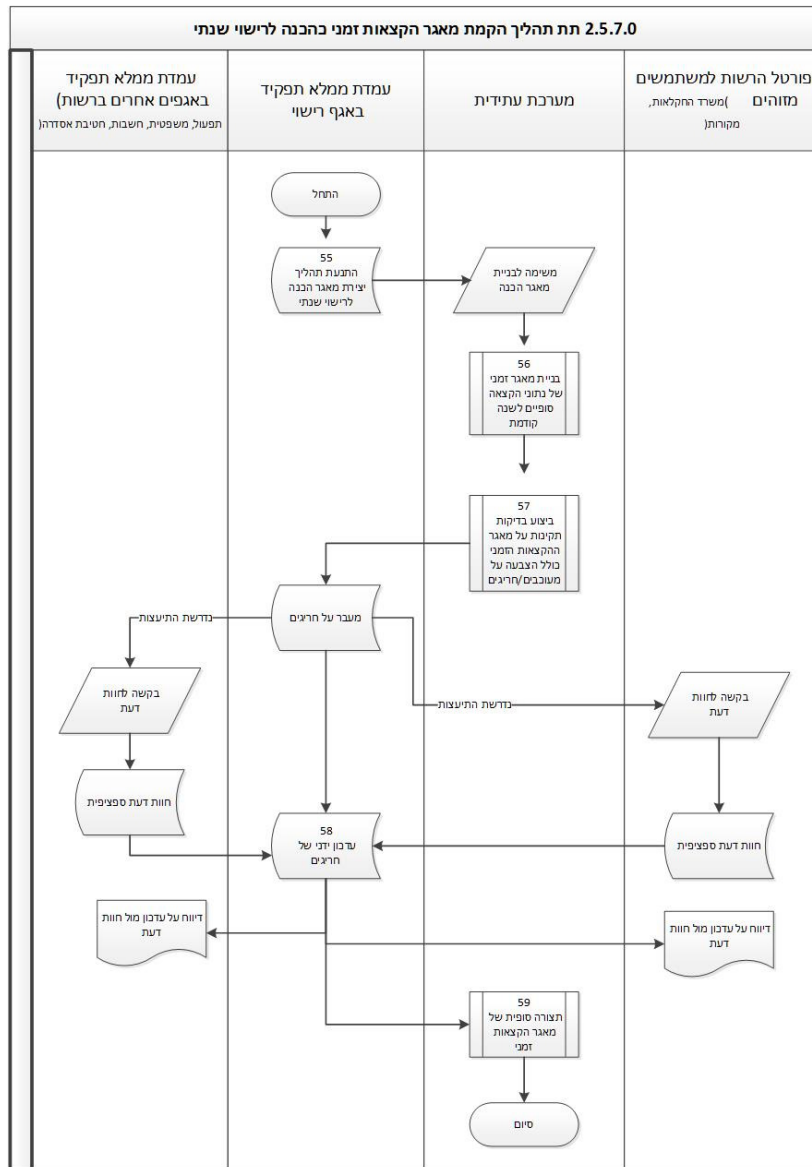 2.5.7.0 תת תהליך הקמת מאגר הקצאות זמני כהכנה לרישוי שנתי
פורטל הרשות למשתמשים
מזוהים )משרד החקלאות,
מקורות(
מערכת עתידית
עמדת ממלא תפקיד
באגף רישוי
עמדת ממלא תפקיד
באגפים אחרים ברשות)
תפעול, משפטית, חשבות, חטיבת אסדרה(
התחל
55
התנעת תהליך
יצירת מאגר הכנה
לרישוי שנתי
משימה לבניית
מאגר הכנה
56
בניית מאגר זמני
של נתוני הקצאה
סופיים לשנה
קודמת
57
ביצוע בדיקות
תקינות על מאגר
ההקצאות הזמני
כולל הצבעה על
מעוכבים/חריגים
מעבר על חריגים
נדרשת התיעצות
נדרשת התיעצות
בקשה לחוות
דעת
בקשה לחוות
דעת
חוות דעת ספציפית
חוות דעת ספציפית
58
עדכון ידני של
חריגים
דיווח על עדכון מול חוות
דעת
דיווח על עדכון מול חוות
דעת
59
תצורה סופית של
מאגר הקצאות
זמני
סיום